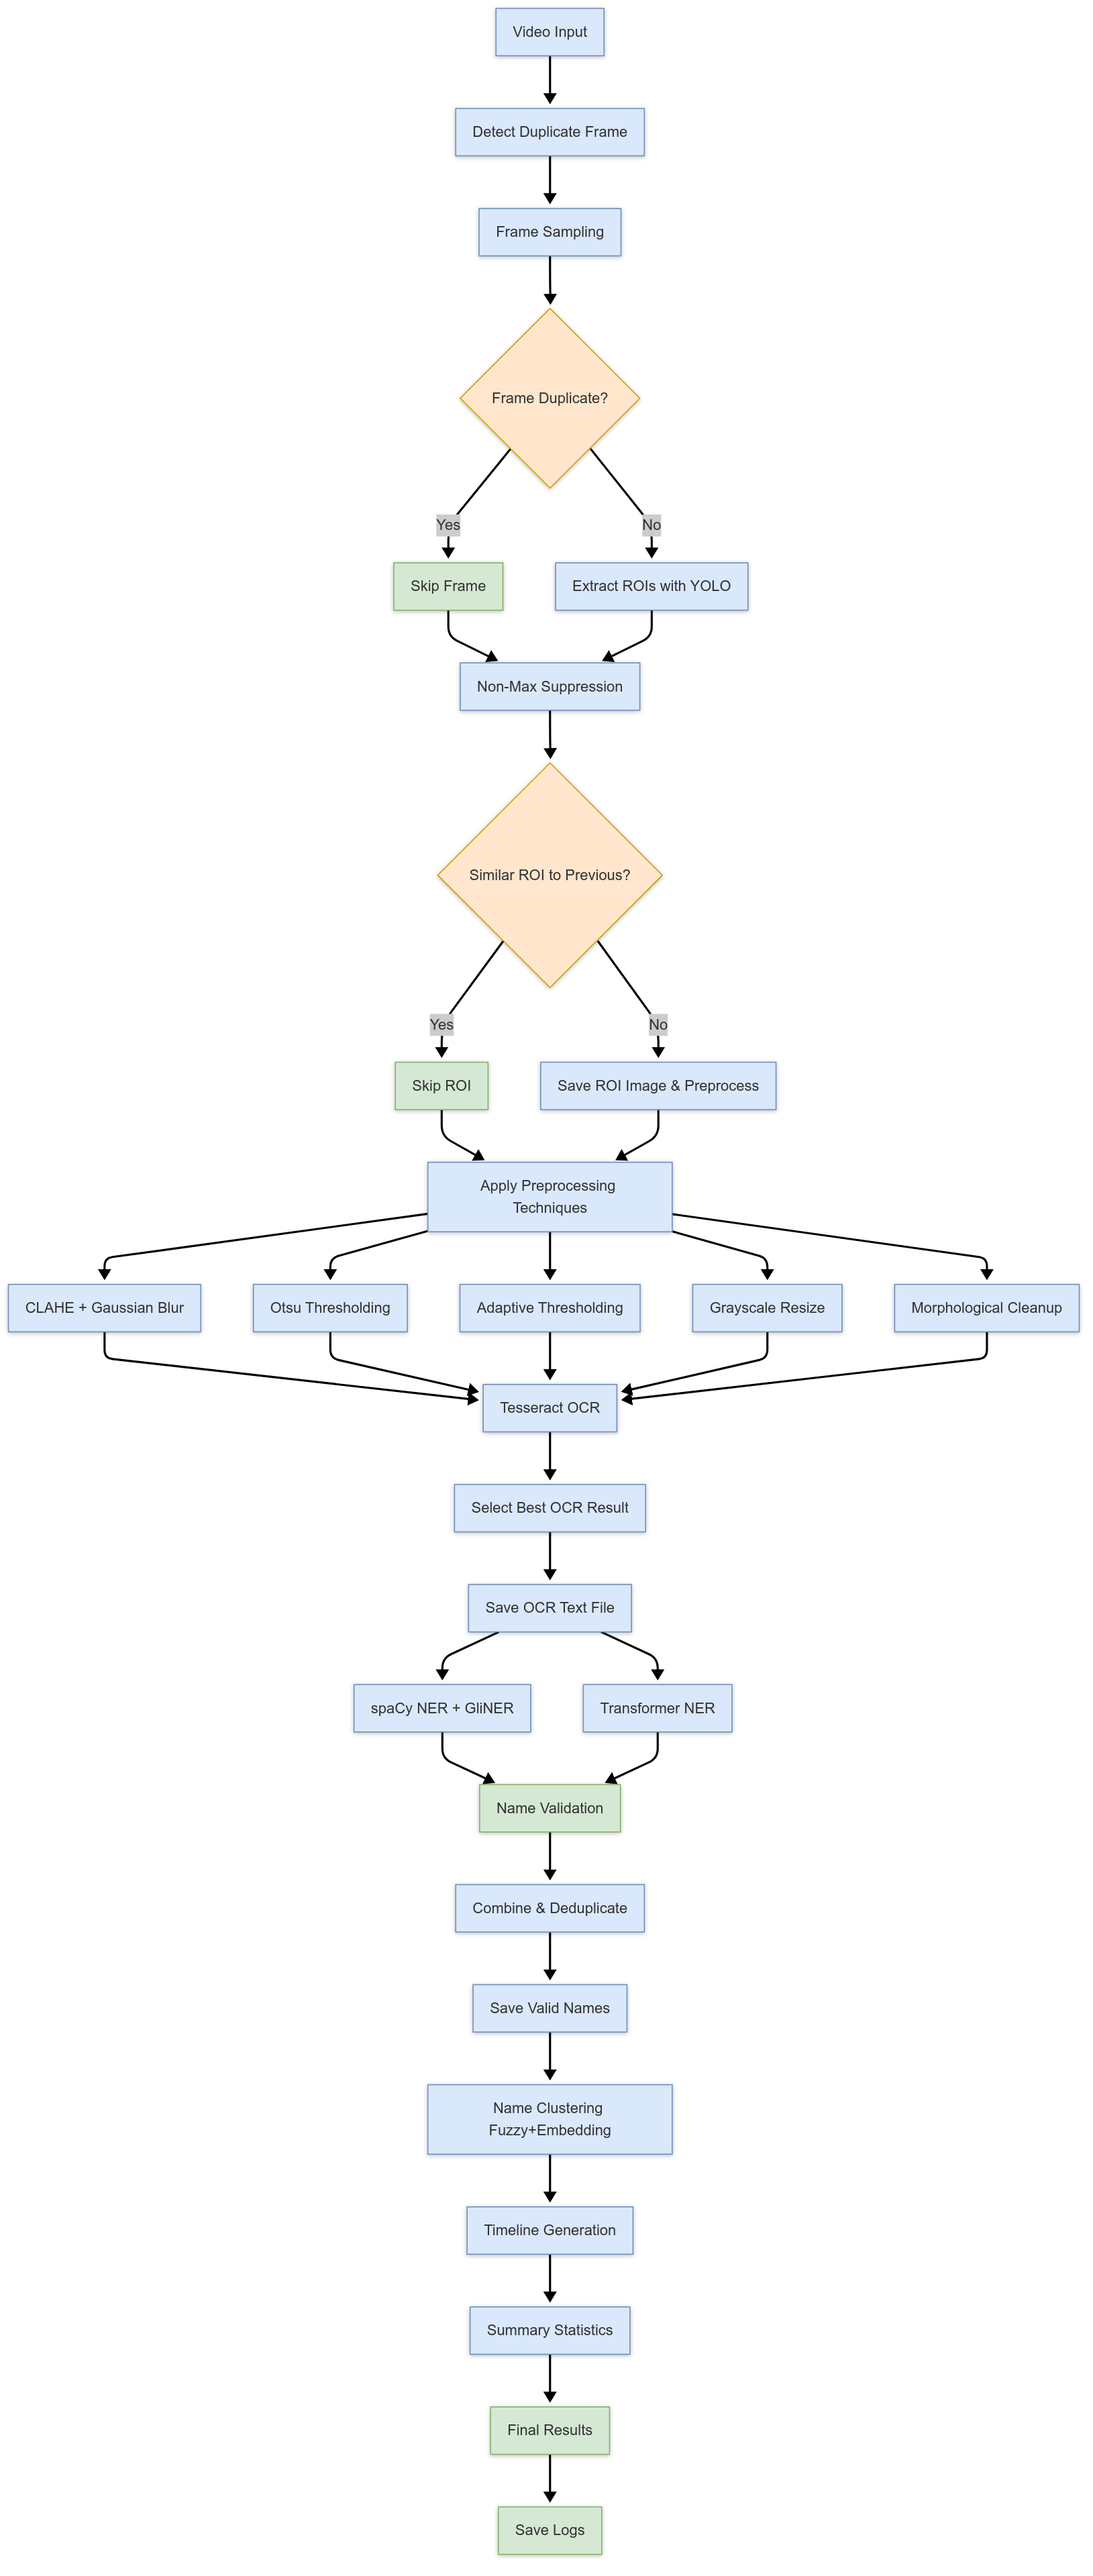 Video Input
Detect Duplicate Frame
Frame Sampling
Frame Duplicate?
Yes
No
Skip Frame
Extract ROIs with YOLO
Non-Max Suppression
Similar ROI to Previous?
Yes
No
Skip ROI
Save ROI Image & Preprocess
Apply Preprocessing
Techniques
CLAHE + Gaussian Blur
Otsu Thresholding
Adaptive Thresholding
Grayscale Resize
Morphological Cleanup
Tesseract OCR
Select Best OCR Result
Save OCR Text File
spaCy NER + GliNER
Transformer NER
Name Validation
Combine & Deduplicate
Save Valid Names
Name Clustering
Fuzzy+Embedding
Timeline Generation
Summary Statistics
Final Results
Save Logs